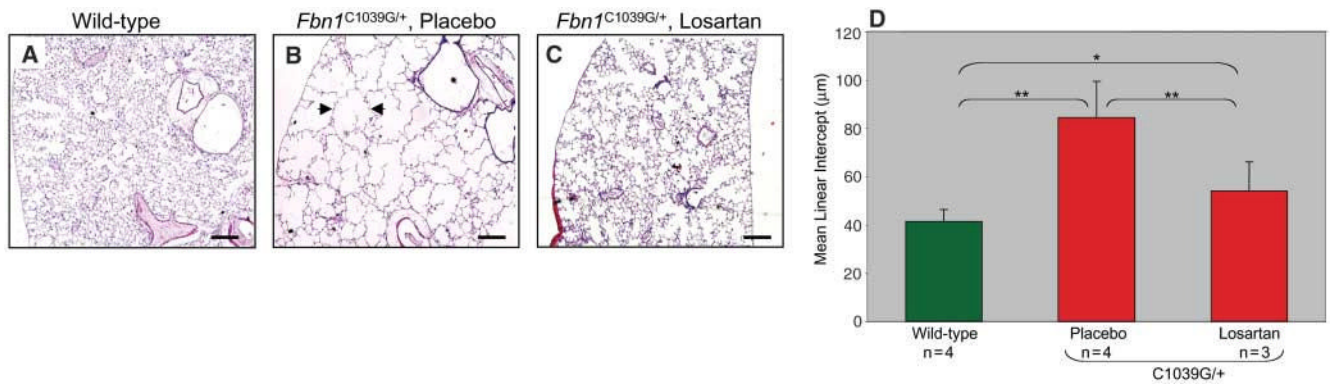 Wild-type
Fbn1C1039G/+, Placebo
Fbn1C1039G/+, Losartan
A
B
*
C
D
Mean Linear Intercept (μm)
120
100
80
60
40
20
0
*
**
**
Wild-type
n=4
Placebo
n=4
Losartan
n=3
C1039G/+